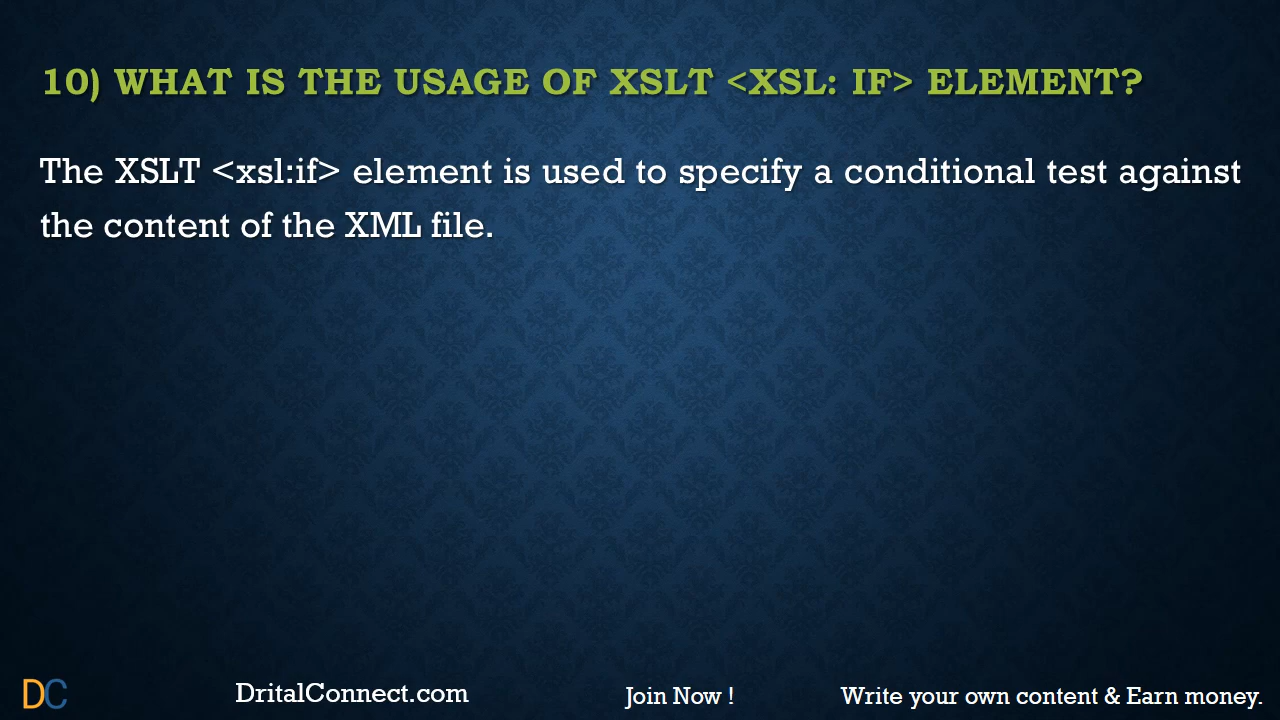 10) WHAT IS THE USAGE OF XSLT <XSL: IF> ELEMENT?
The XSLT <xsl:if> element is used to specify a conditional test against
the content of the XML file.
DC
DritalConnect.com
Join Now !
Write your own content & Earn money.